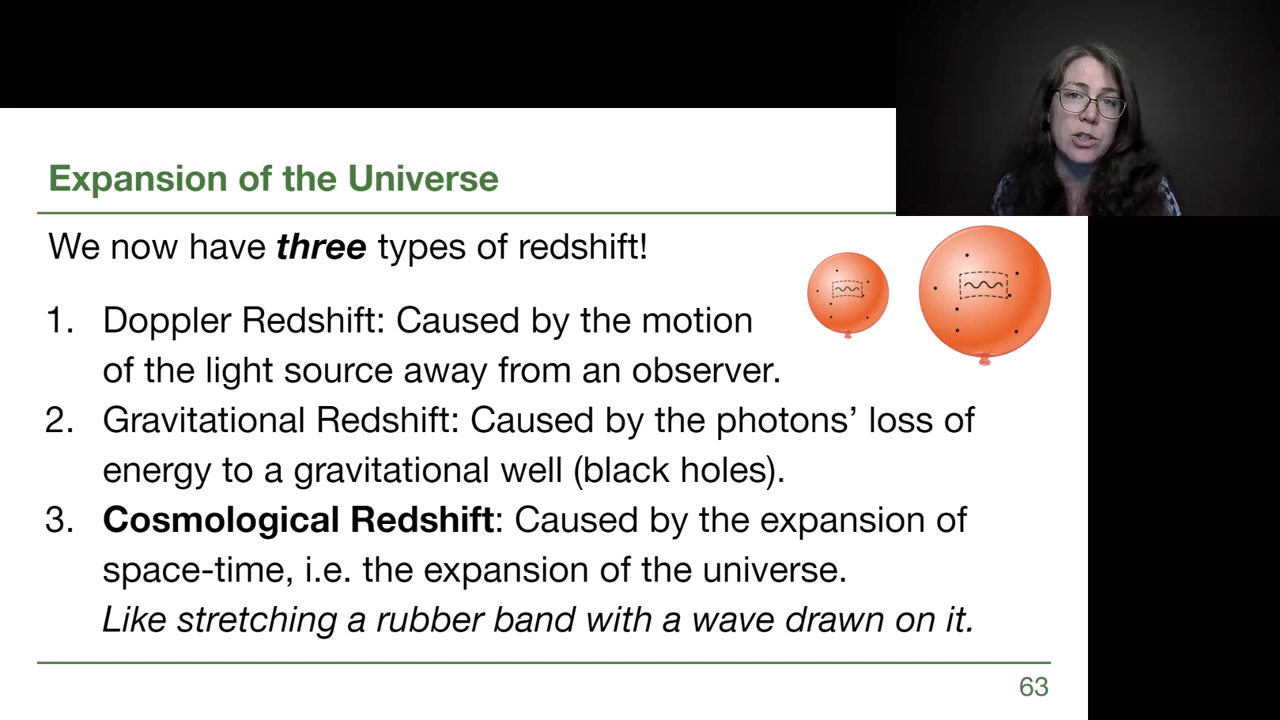 Expansion of the Universe
We now have three types of redshift!
1. Doppler Redshift: Caused by the motion
of the light source away from an observer.
2. Gravitational Redshift: Caused by the photons’ loss of
energy to a gravitational well (black holes).
3. Cosmological Redshift: Caused by the expansion of
space-time, i.e. the expansion of the universe.
Like stretching a rubber band with a wave drawn on it.
63